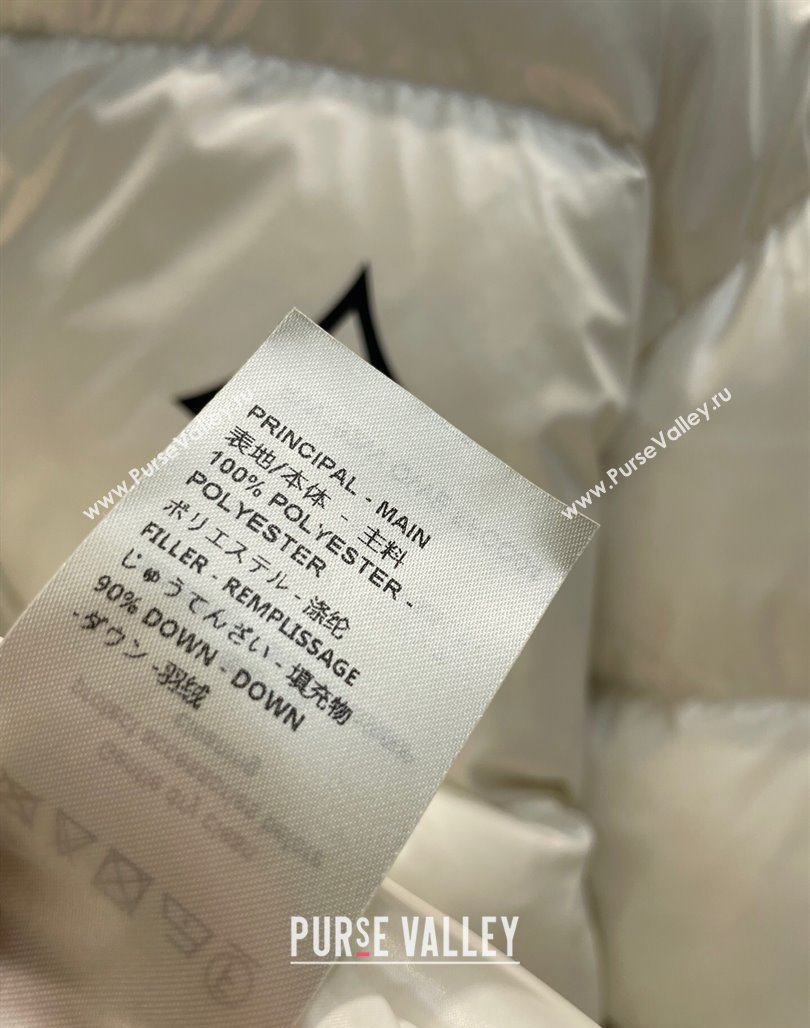 PRINCIPAL - MAIN
表地/本体 - 主料
100% POLYESTER -
POLYESTER
ポリエステル - 涤纶
FILLER - REMPLISSAGE
じゅうてんざい - 填充物
90% DOWN - DOWN
- ダウン - 羽绒
www.PurseValley.ru
www.PurseValley.ru
PURSE VALLEY